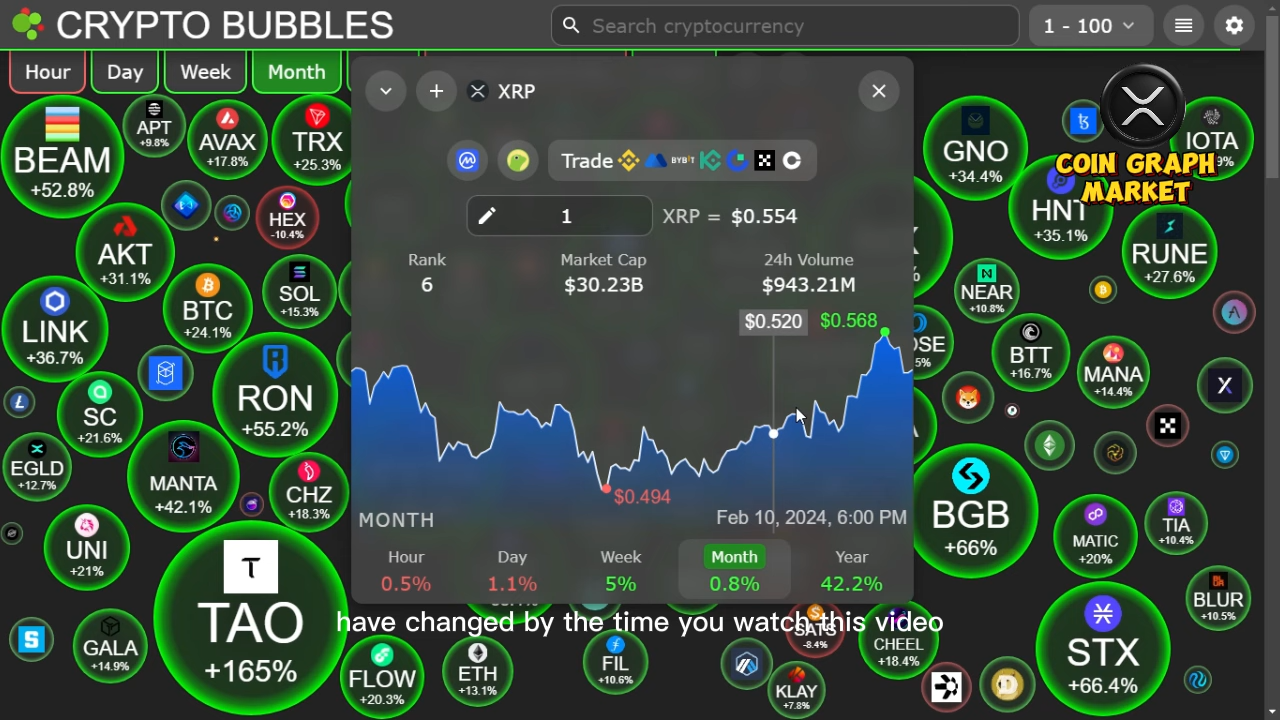 CRYPTO BUBBLES
Search cryptocurrency
1 - 100
Hour
Day
Week
Month
XRP
Trade
BYBIT
1
XRP = $0.554
Rank
Market Cap
24h Volume
6
$30.23B
$943.21M
$0.520
$0.568
$0.494
MONTH
Feb 10, 2024, 6:00 PM
Hour
Day
Week
Month
Year
0.5%
1.1%
5%
0.8%
42.2%
have changed by the time you watch this video
COIN GRAPH
MARKET
BEAM
+52.8%
APT
+9.8%
AVAX
+17.8%
TRX
+25.3%
HEX
-10.4%
AKT
+31.1%
BTC
+24.1%
SOL
+15.3%
LINK
+36.7%
RON
+55.2%
SC
+21.6%
EGLD
+12.7%
MANTA
+42.1%
CHZ
+18.3%
UNI
+21%
TAO
+165%
GALA
+14.9%
FLOW
+20.3%
ETH
+13.1%
FIL
+10.6%
SATS
-8.4%
KLAY
+7.8%
CHEEL
+18.4%
GNO
+34.4%
IOTA
9%
HNT
+35.1%
RUNE
+27.6%
NEAR
+10.8%
OSE
5%
BTT
+16.7%
MANA
+14.4%
BGB
+66%
MATIC
+20%
TIA
+10.4%
BLUR
+10.5%
STX
+66.4%